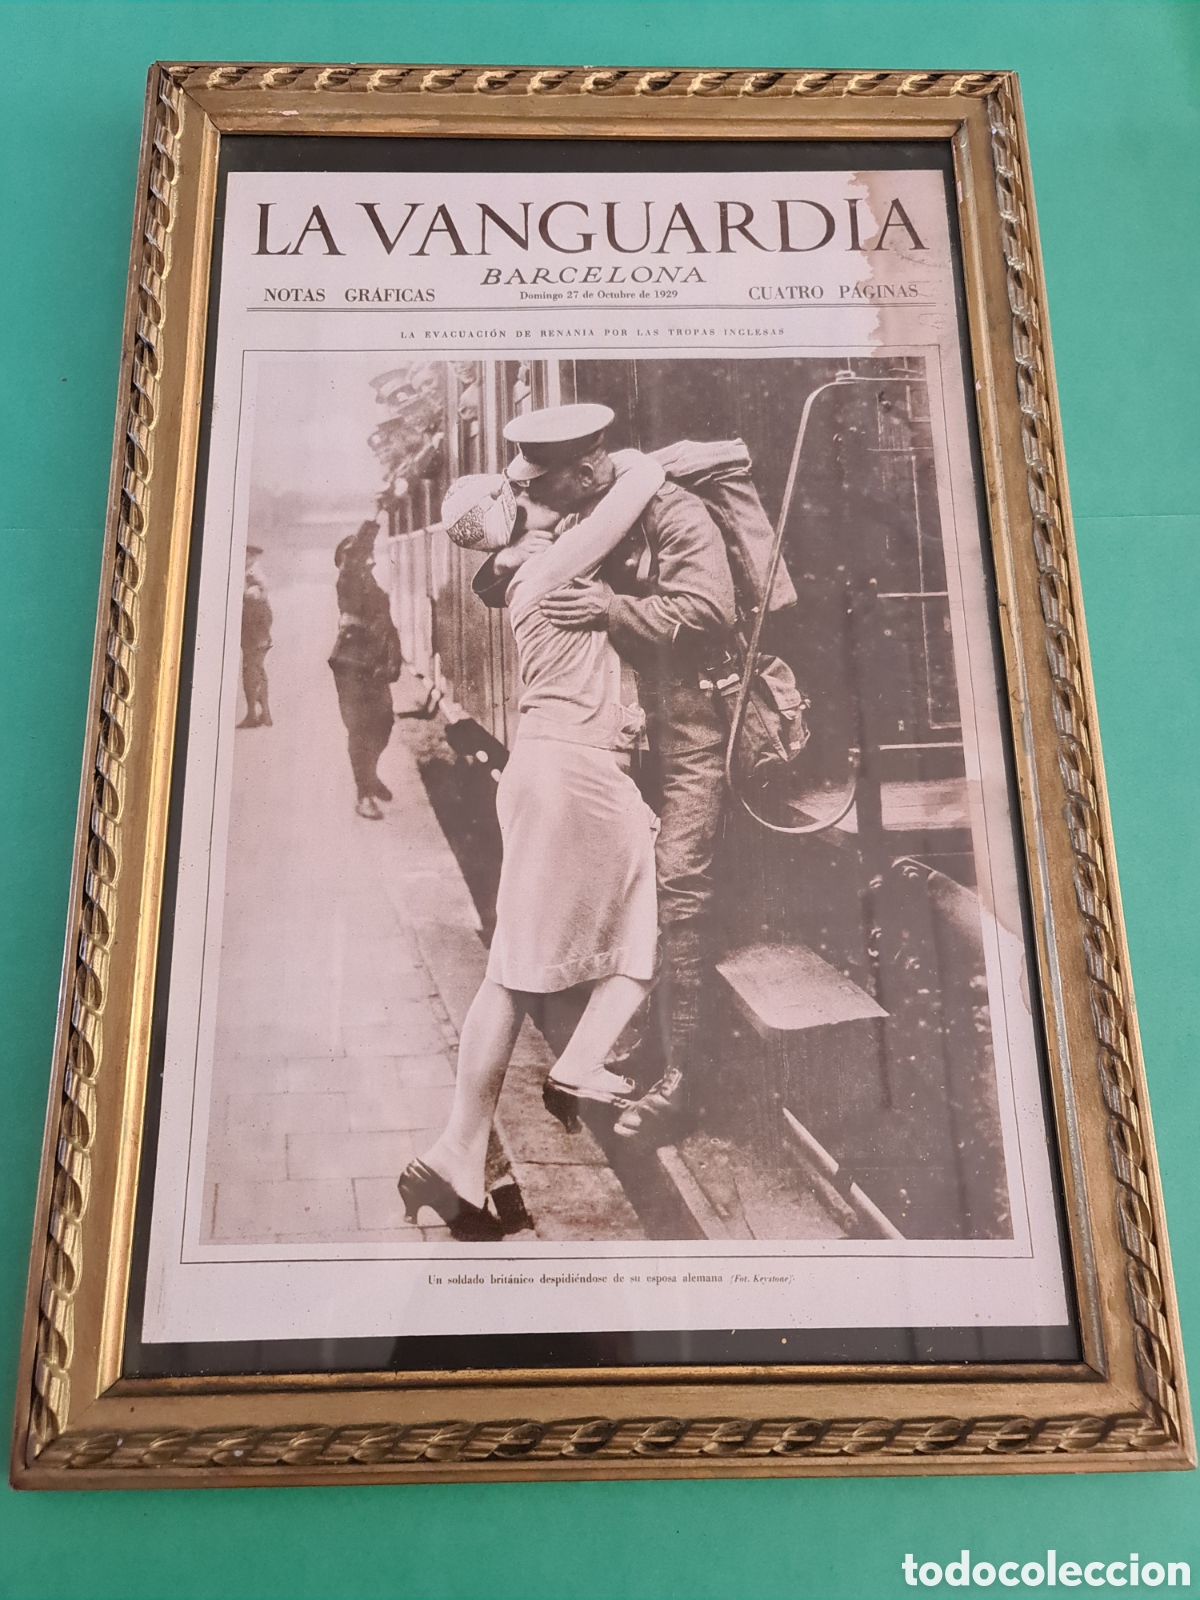 LA VANGUARDIA
BARCELONA
NOTAS GRÁFICAS
Domingo 27 de Octubre de 1929
CUATRO PÁGINAS
LA EVACUACIÓN DE RENANIA POR LAS TROPAS INGLESAS
Un soldado británico despidiéndose de su esposa alemana (Fot. Keystone)
todocoleccion